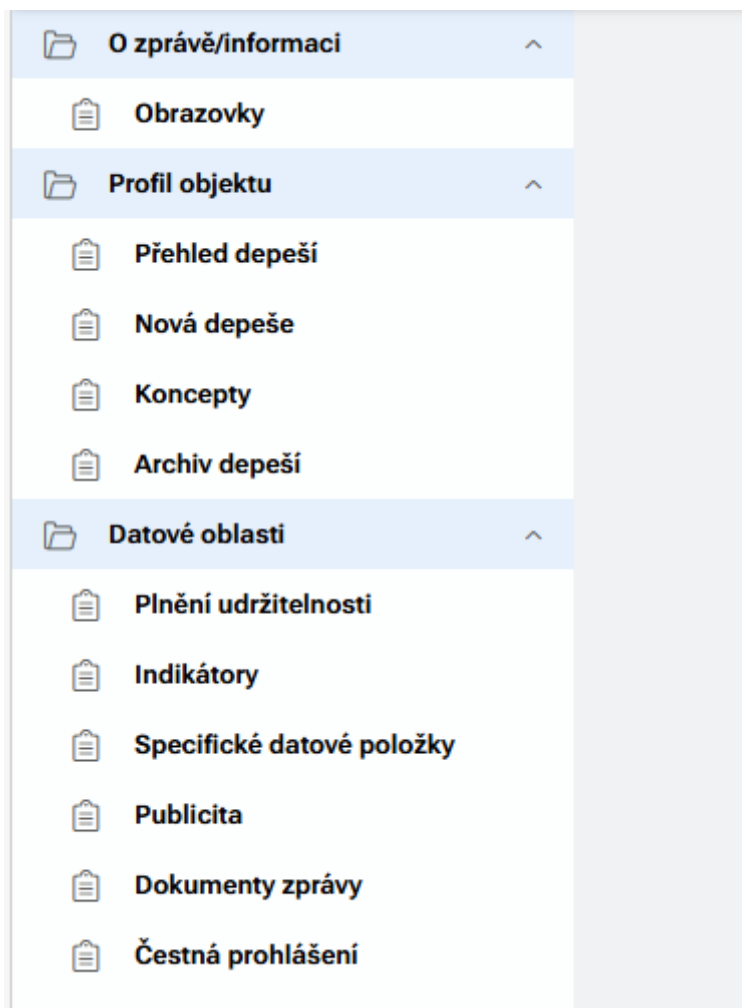 O zprávě/informaci
Obrazovky
Profil objektu
Přehled depeší
Nová depeše
Koncepty
Archiv depeší
Datové oblasti
Plnění udržitelnosti
Indikátory
Specifické datové položky
Publicita
Dokumenty zprávy
Čestná prohlášení